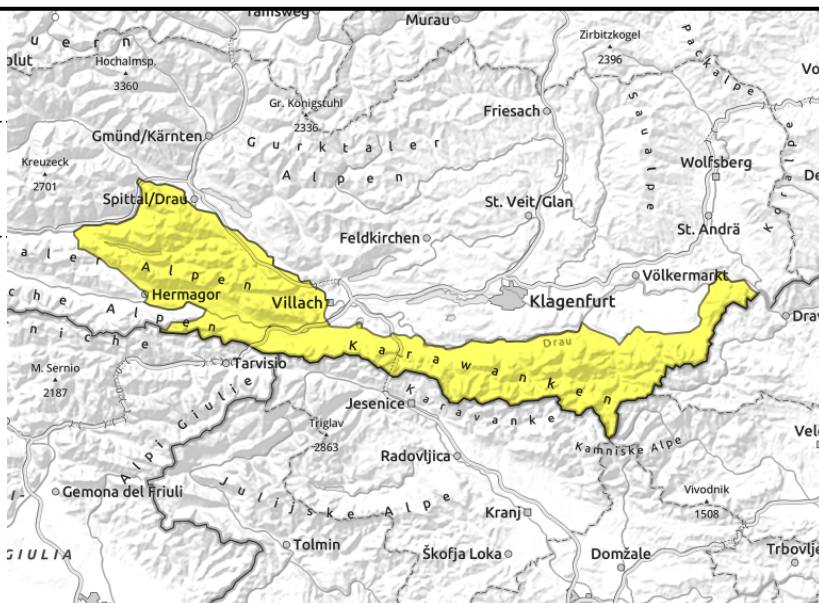 Tamsweg
Murau
Zirbitzkogel
2396
Packalpe
Hochalmsp.
3360
Gr. Königstuhl
2336
Friesach
Gmünd/Kärnten
Gurktaler
Alpen
Saualpe
Kreuzeck
2701
Wolfsberg
Koralpe
Spittal/Drau
St. Veit/Glan
St. Andrä
Feldkirchen
Alpen
Völkermarkt
Hermagor
Villach
Klagenfurt
Alpen
Drau
Karawanken
M. Sernio
2187
Tarvisio
Jesenice
Karavanke
Alpi Giulie
Triglav
2863
Kamniske Alpe
Radovljica
Vivodnik
1508
Gemona del Friuli
Julijske Alpe
Kranj
GIULIA
Tolmin
Škofja Loka
Domžale
Trbovlje